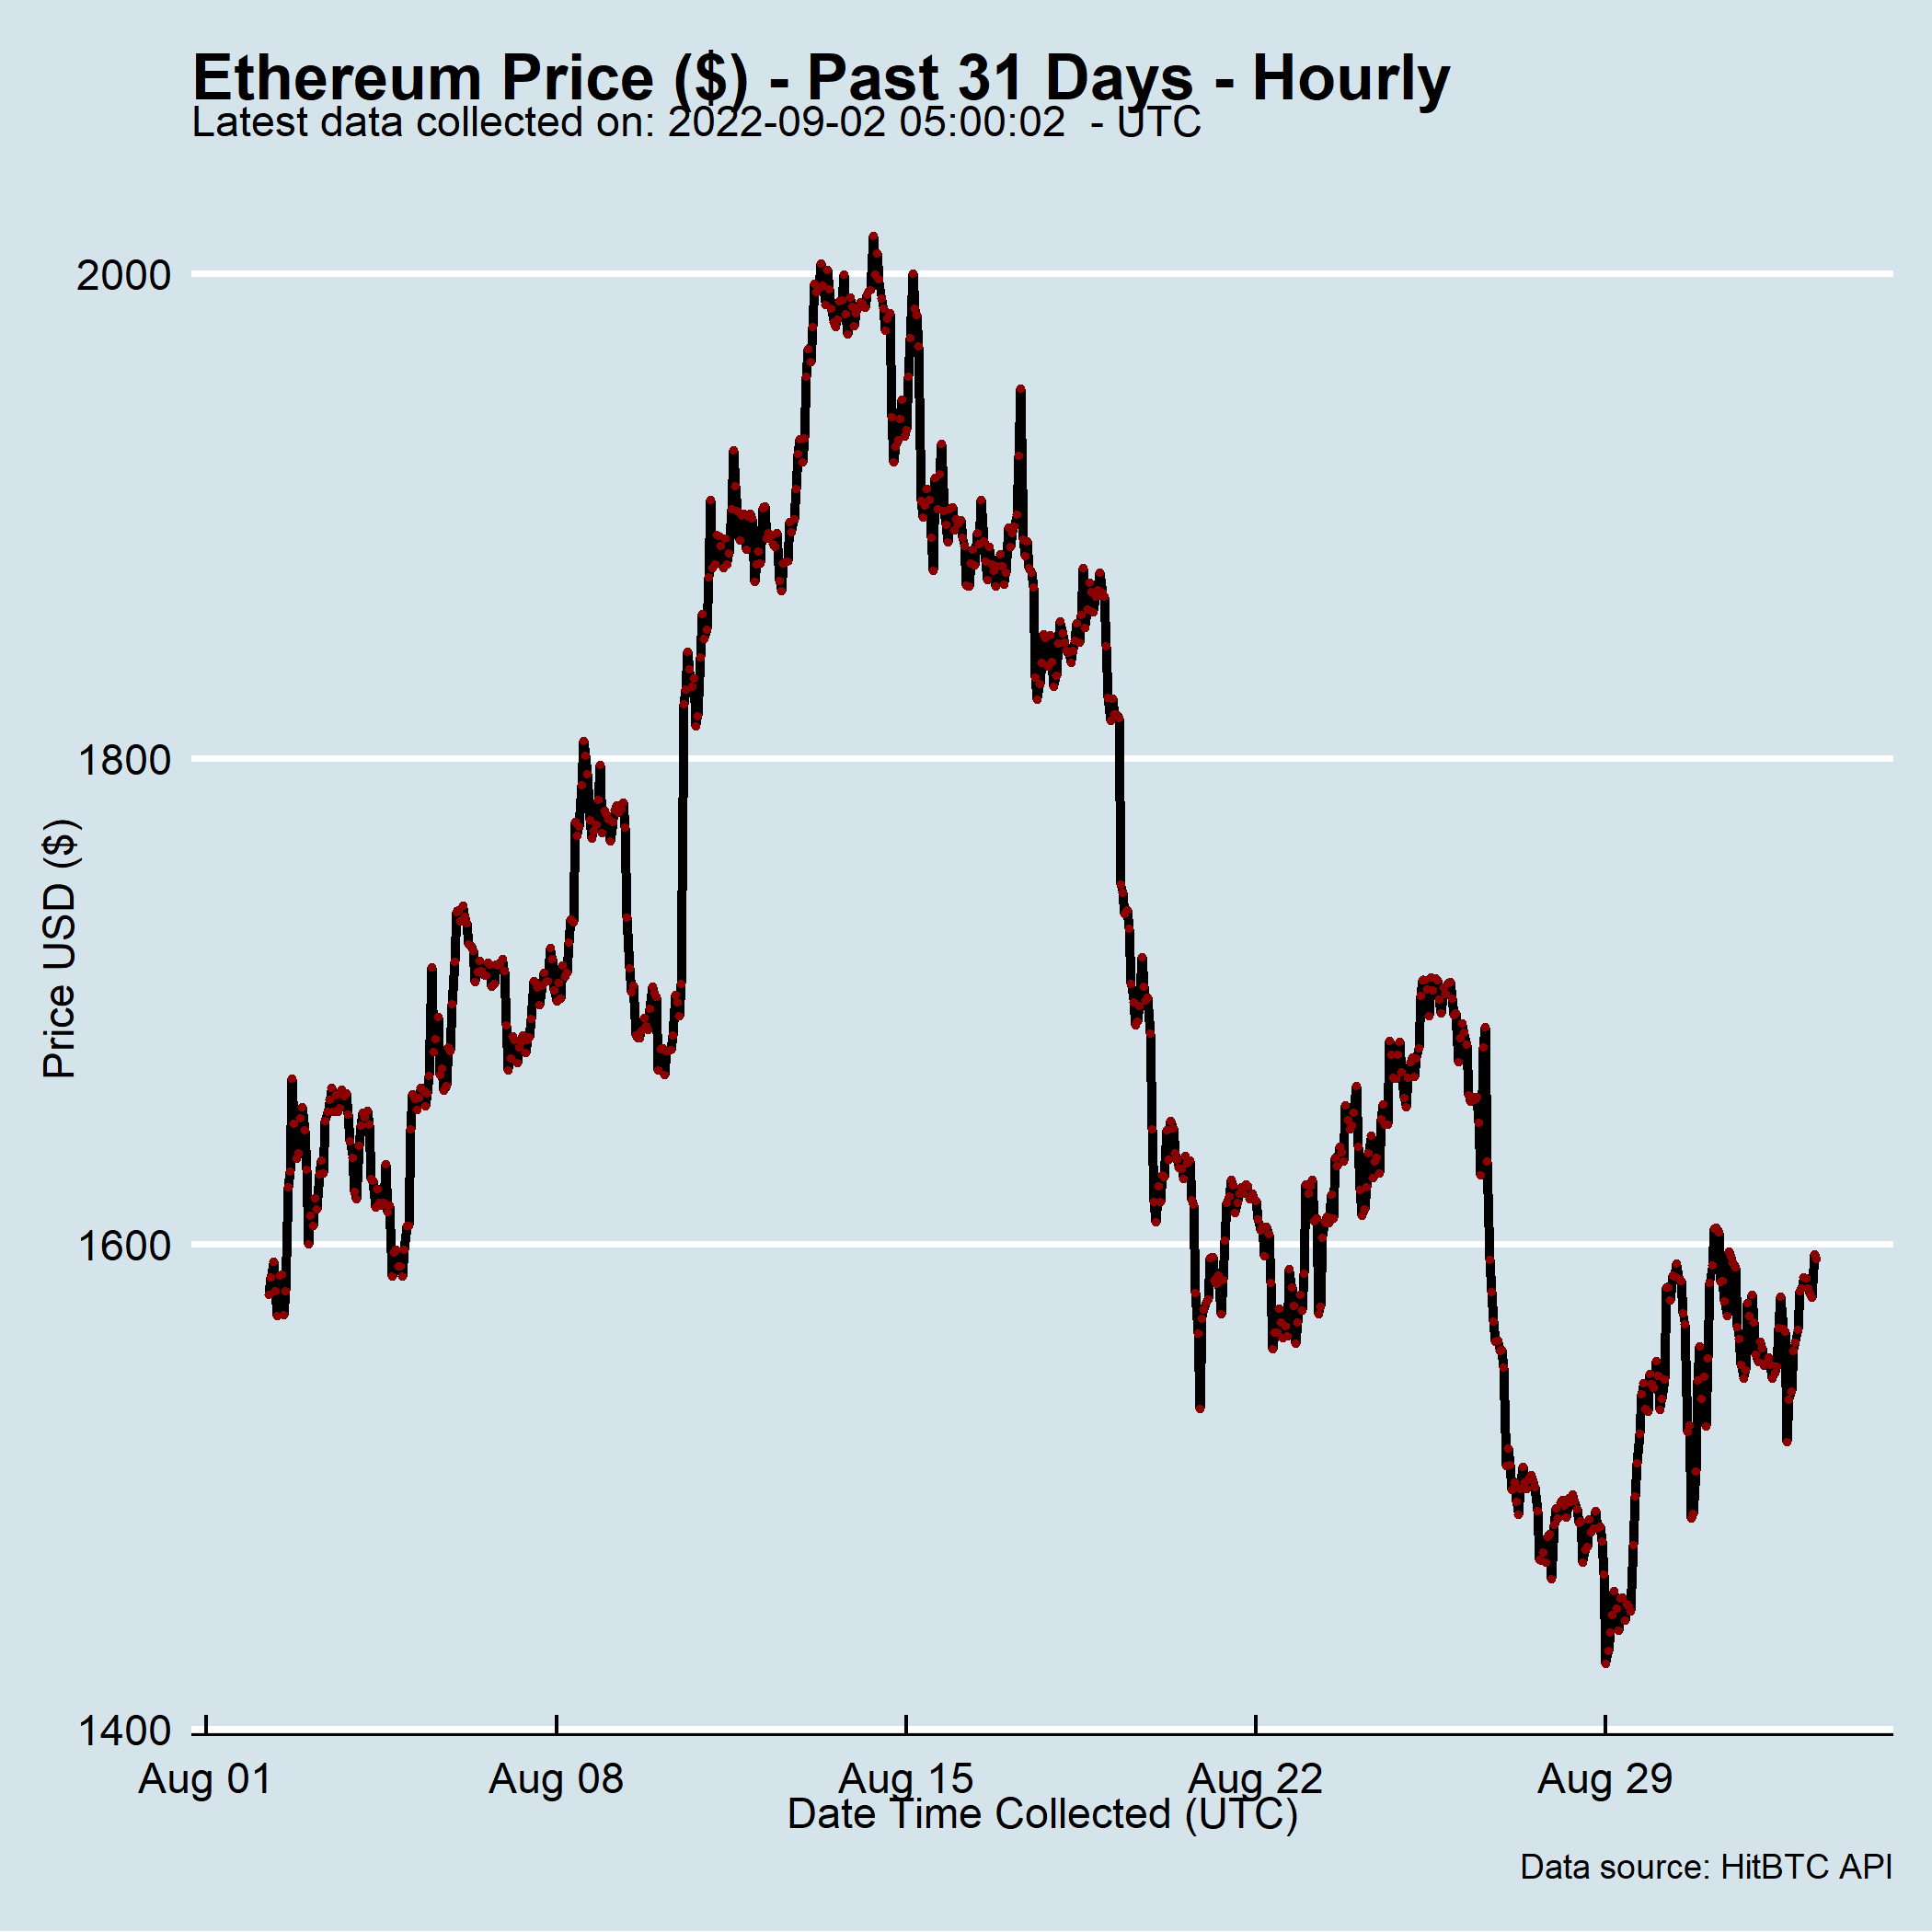 Ethereum Price ($) - Past 31 Days - Hourly
Latest data collected on: 2022-09-02 05:00:02  - UTC
2000
1800
1600
1400
Price USD ($)
Aug 01 Aug 08 Aug 15 Aug 22 Aug 29
Date Time Collected (UTC)
Data source: HitBTC API